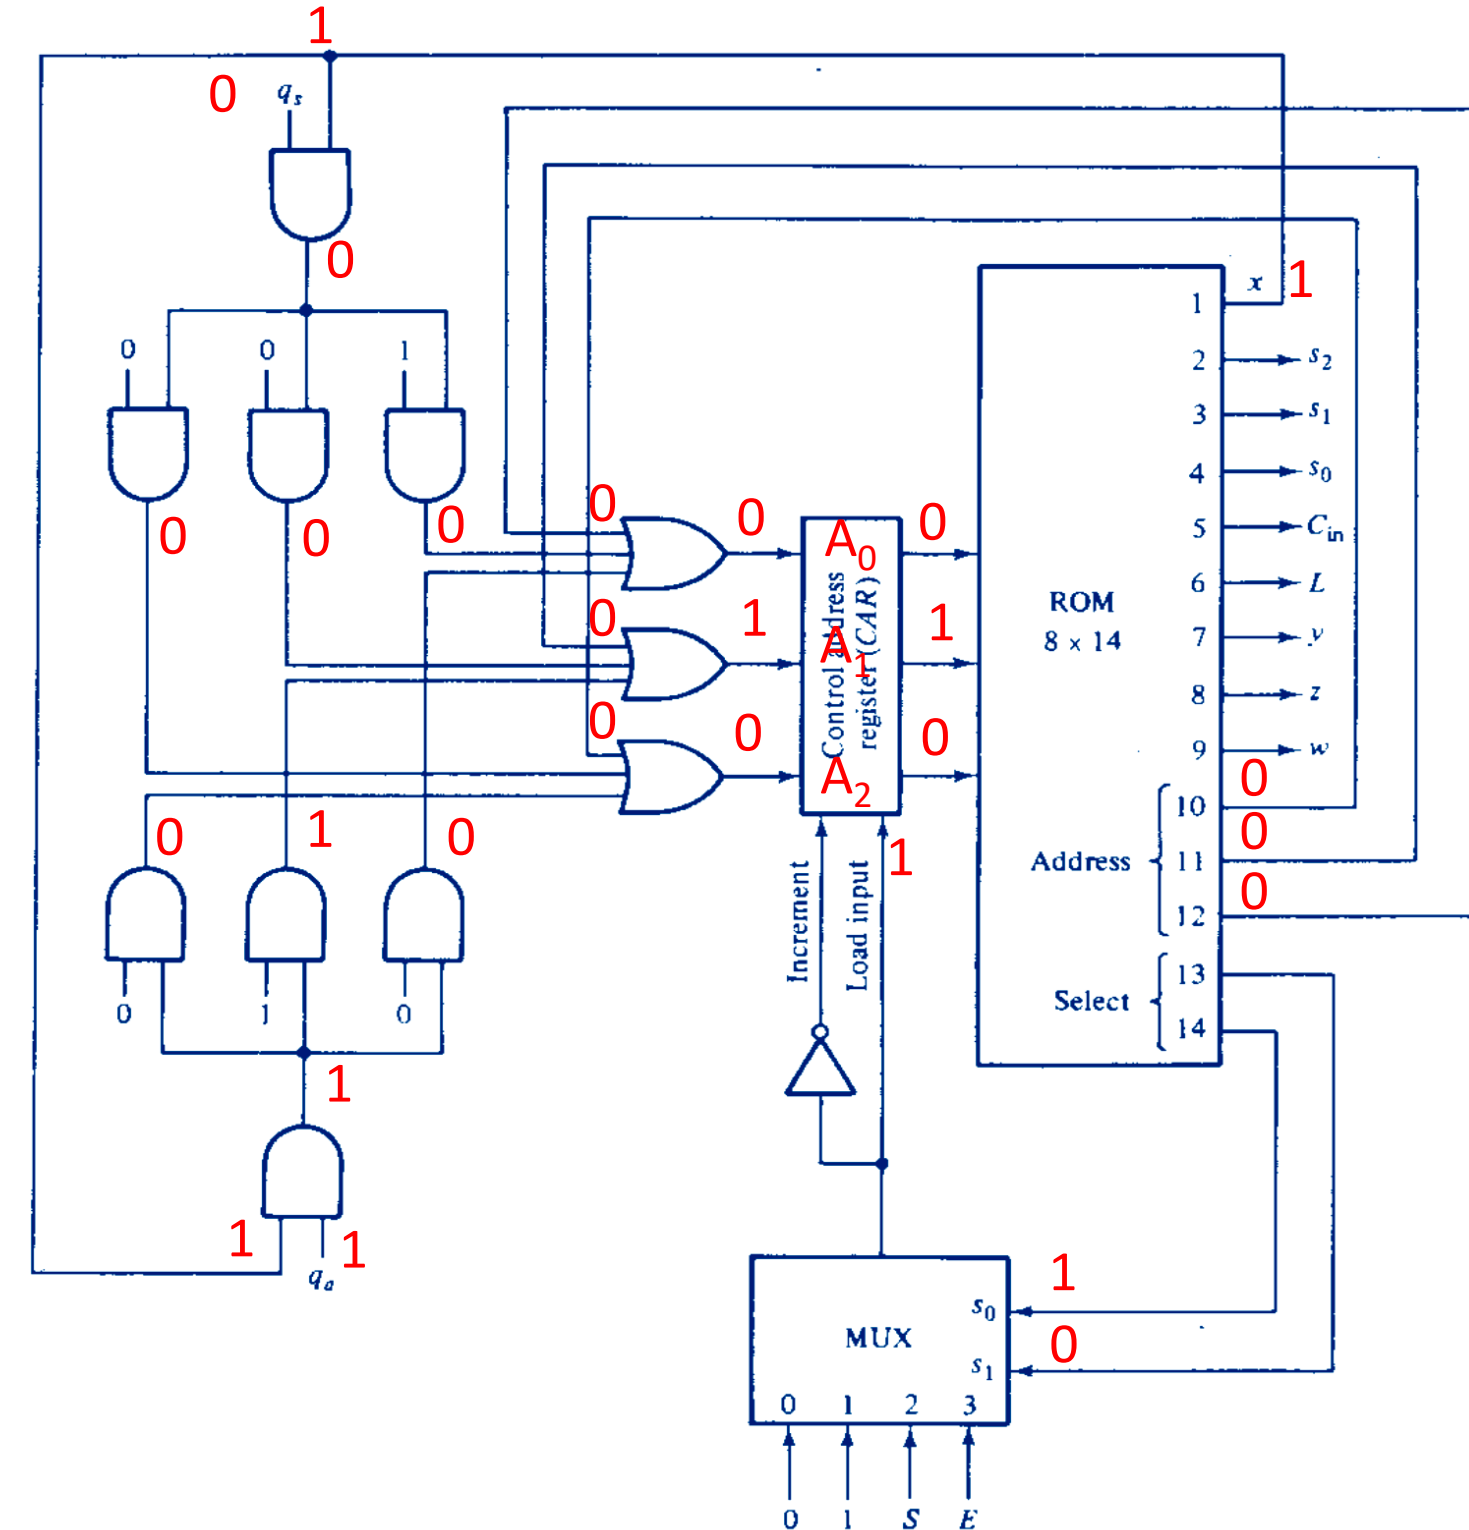 1
0 q_s
0
x 1
1
0 0 1
2 s_2
3 s_1
0 0 0
4 s_0
0 0 0
5 C_in
A_0
6 L
ROM
8 × 14
0 1 1
A_1
7 y
8 z
0 0 0
A_2
Control address
register (CAR)
9 w
0
10
0
Address 11
0
12
0 1 0
1
Increment
Load input
13
Select
14
0 1 0
1
1 1
q_a
1
s_0
MUX
0
s_1
0 1 2 3
0 1 S E